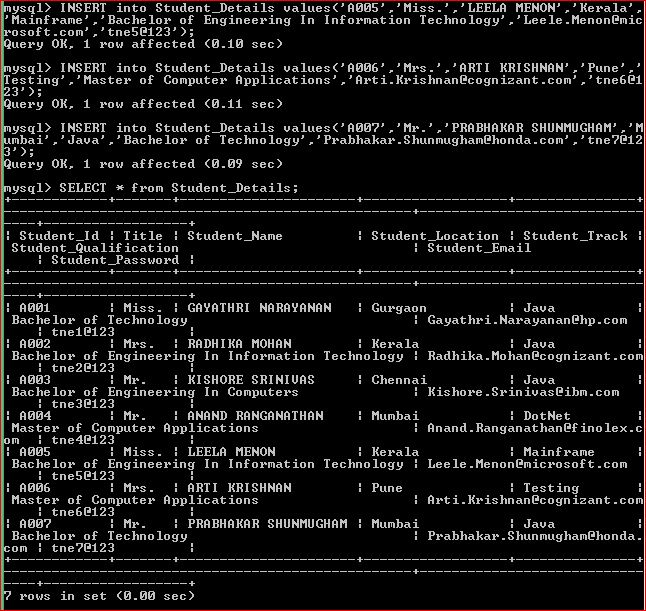 mysql> INSERT into Student_Details values('A005','Miss.','LEELA MENON','Kerala',
'Mainframe','Bachelor of Engineering In Information Technology','Leele.Menon@mic
rosoft.com','tne5@123');
Query OK, 1 row affected (0.10 sec)
mysql> INSERT into Student_Details values('A006','Mrs.','ARTI KRISHNAN','Pune','
Testing','Master of Computer Applications','Arti.Krishnan@cognizant.com','tne6@1
23');
Query OK, 1 row affected (0.11 sec)
mysql> INSERT into Student_Details values('A007','Mr.','PRABHAKAR SHUNMUGHAM','M
umbai','Java','Bachelor of Technology','Prabhakar.Shunmugham@honda.com','tne7@12
3');
Query OK, 1 row affected (0.09 sec)
mysql> SELECT * from Student_Details;
| Student_Id | Title | Student_Name | Student_Location | Student_Track |
Student_Qualification | Student_Email
| Student_Password |
| A001 | Miss. | GAYATHRI NARAYANAN | Gurgaon | Java |
Bachelor of Technology | Gayathri.Narayanan@hp.com
| tne1@123 |
| A002 | Mrs. | RADHIKA MOHAN | Kerala | Java |
Bachelor of Engineering In Information Technology | Radhika.Mohan@cognizant.com
| tne2@123 |
| A003 | Mr. | KISHORE SRINIVAS | Chennai | Java |
Bachelor of Engineering In Computers | Kishore.Srinivas@ibm.com
| tne3@123 |
| A004 | Mr. | ANAND RANGANATHAN | Mumbai | DotNet |
Master of Computer Applications | Anand.Ranganathan@finolex.c
om | tne4@123 |
| A005 | Miss. | LEELA MENON | Kerala | Mainframe |
Bachelor of Engineering In Information Technology | Leele.Menon@microsoft.com
| tne5@123 |
| A006 | Mrs. | ARTI KRISHNAN | Pune | Testing |
Master of Computer Applications | Arti.Krishnan@cognizant.com
| tne6@123 |
| A007 | Mr. | PRABHAKAR SHUNMUGHAM | Mumbai | Java |
Bachelor of Technology | Prabhakar.Shunmugham@honda.
com | tne7@123 |
7 rows in set (0.00 sec)